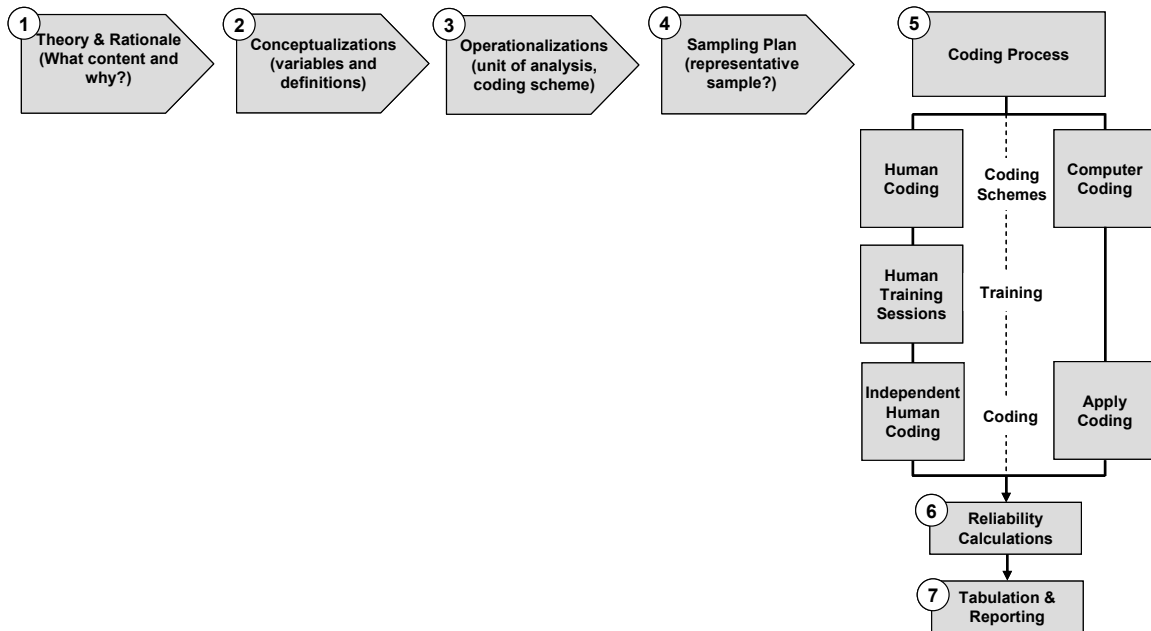 1
Theory & Rationale
(What content and
why?)
2
Conceptualizations
(variables and
definitions)
3
Operationalizations
(unit of analysis,
coding scheme)
4
Sampling Plan
(representative
sample?)
5
Coding Process
Human
Coding
Coding
Schemes
Computer
Coding
Human
Training
Sessions
Training
Independent
Human
Coding
Coding
Apply
Coding
6
Reliability
Calculations
7
Tabulation &
Reporting